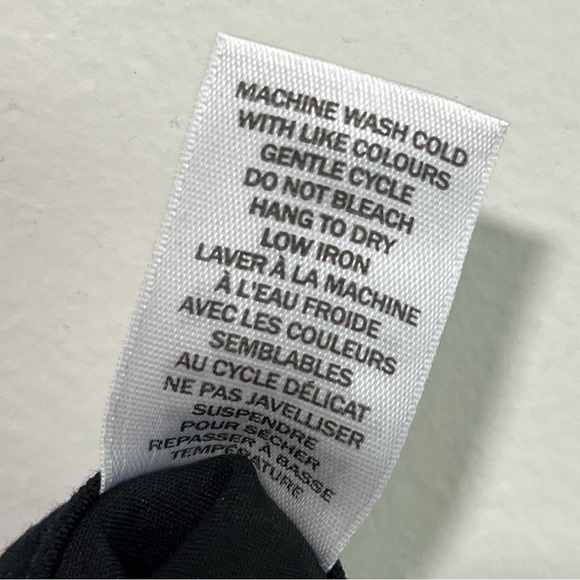 MACHINE WASH COLD
WITH LIKE COLOURS
GENTLE CYCLE
DO NOT BLEACH
HANG TO DRY
LOW IRON
LAVER À LA MACHINE
À L'EAU FROIDE
AVEC LES COULEURS
SEMBLABLES
AU CYCLE DÉLICAT
NE PAS JAVELLISER
SUSPENDRE
POUR SÉCHER
REPASSER À BASSE
TEMPÉRATURE